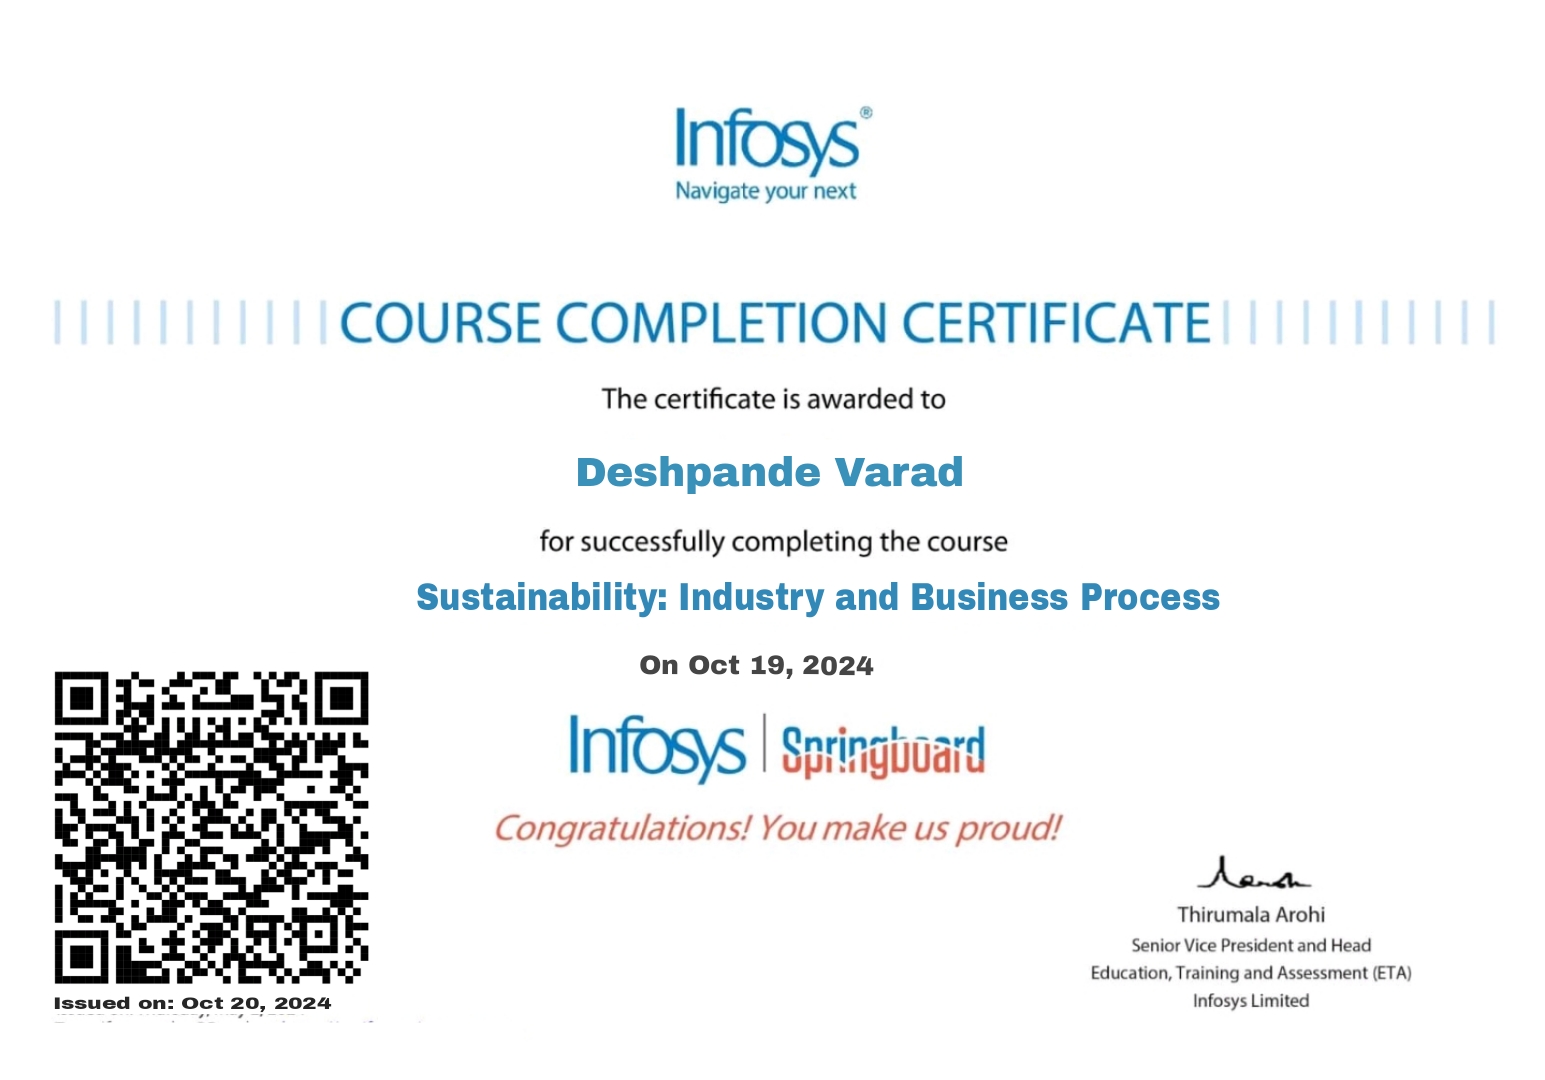 Infosys®
Navigate your next
COURSE COMPLETION CERTIFICATE
The certificate is awarded to
Deshpande Varad
for successfully completing the course
Sustainability: Industry and Business Process
On Oct 19, 2024
Infosys | Springboard
Congratulations! You make us proud!
Thirumala Arohi
Senior Vice President and Head
Education, Training and Assessment (ETA)
Infosys Limited
Issued on: Oct 20, 2024